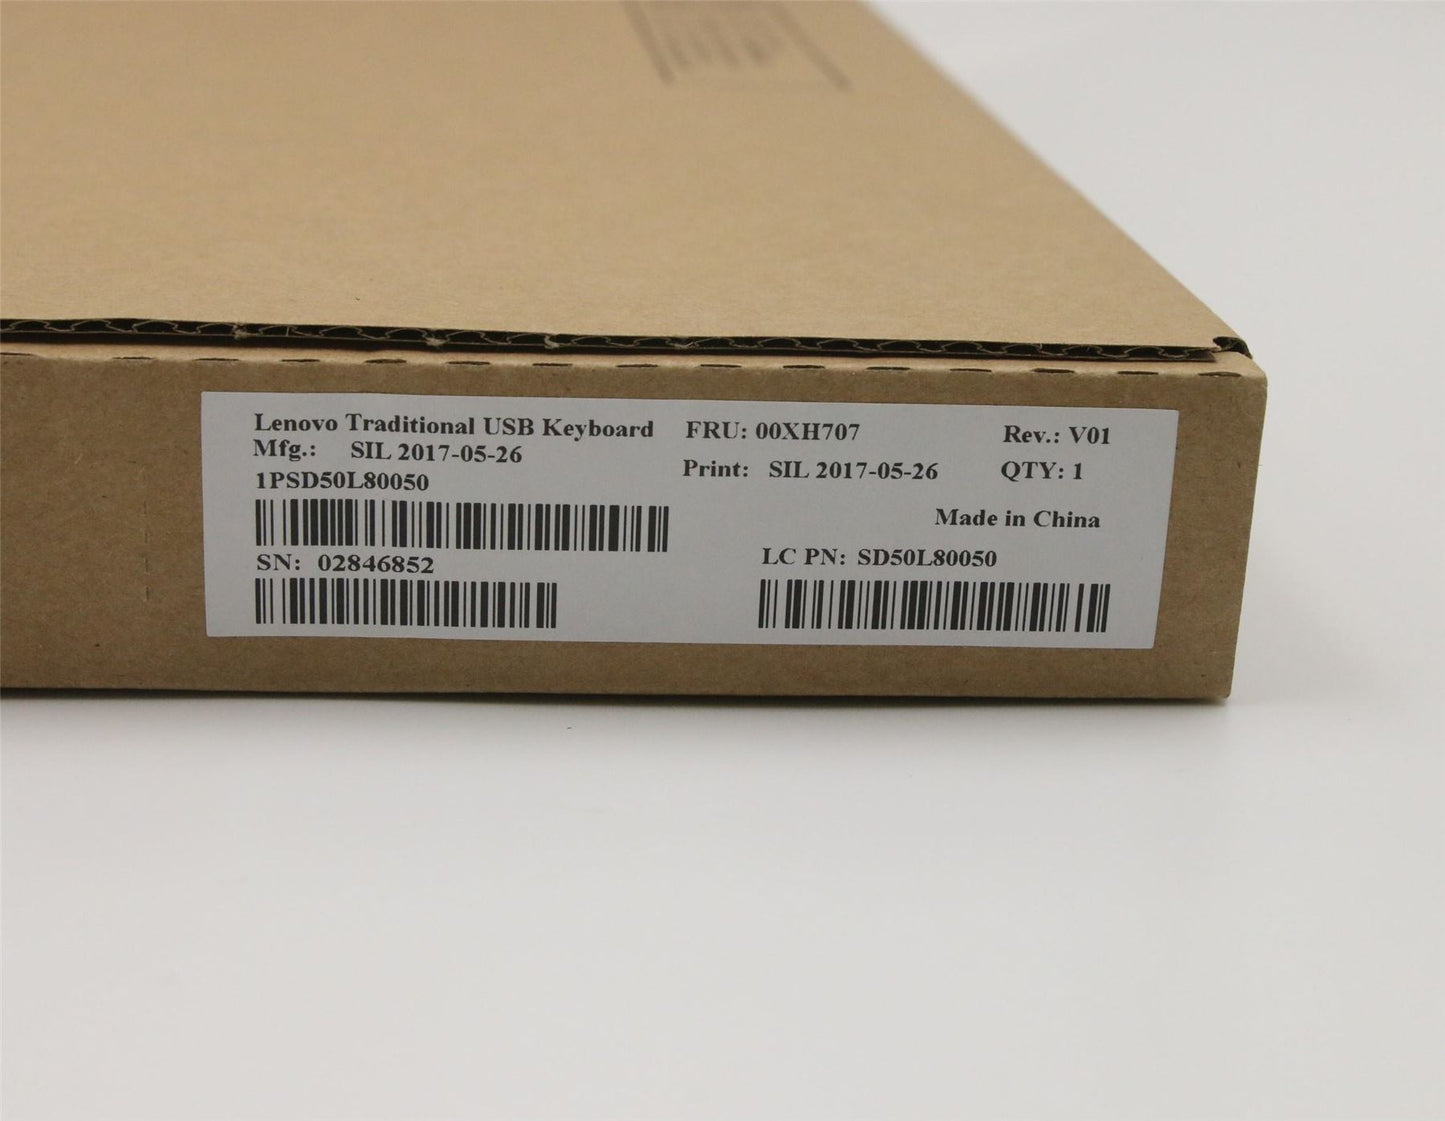 Lenovo Traditional USB Keyboard FRU: 00XH707 Rev.: V01
Mfg.: SIL 2017-05-26 Print: SIL 2017-05-26 QTY: 1
1PSD50L80050
Made in China
SN: 02846852 LC PN: SD50L80050